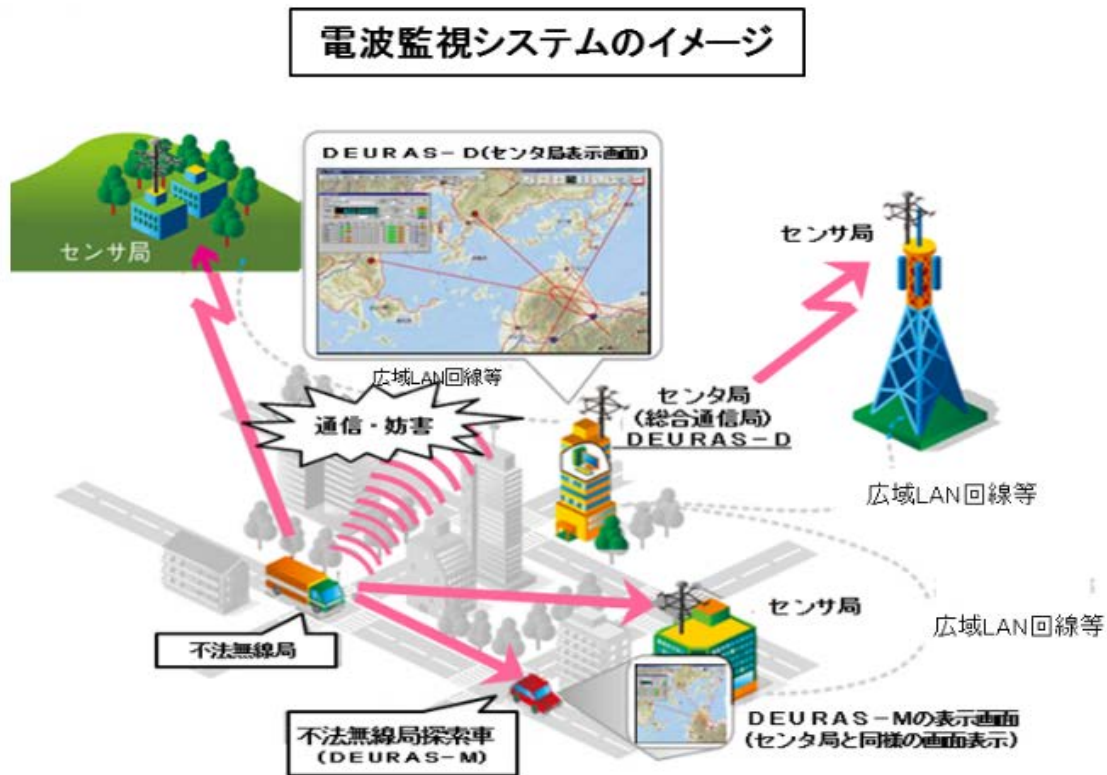 電波監視システムのイメージ
DEURAS-D(センタ局表示画面)
センサ局
センサ局
広域LAN回線等
通信・妨害
センタ局
(総合通信局)
DEURAS-D
広域LAN回線等
センサ局
広域LAN回線等
不法無線局
不法無線局探索車
(DEURAS-M)
DEURAS-Mの表示画面
(センタ局と同様の画面表示)